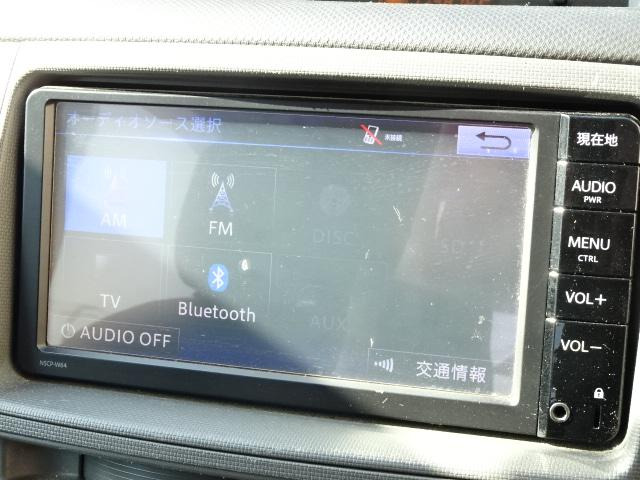 オーディオソース選択
未接続
AM
FM
DISC
SD
TV
Bluetooth
AUX
AUDIO OFF
交通情報
NSCP-W64
現在地
AUDIO
PWR
MENU
CTRL
VOL+
VOL−